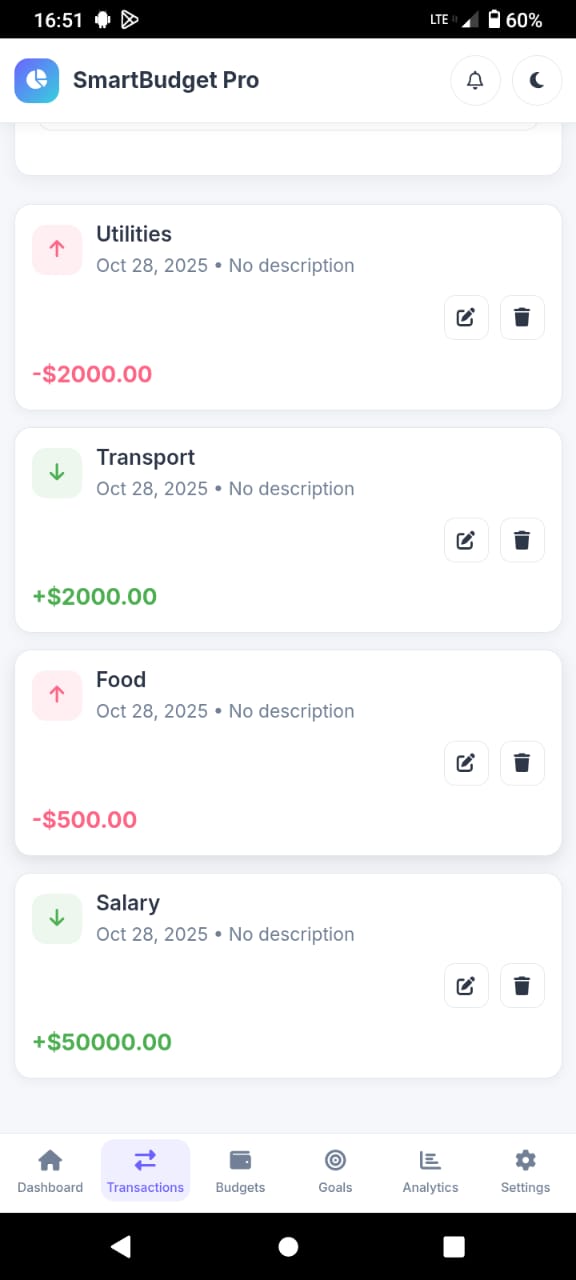 16:51
LTE
60%
SmartBudget Pro
Utilities
Oct 28, 2025 • No description
-$2000.00
Transport
Oct 28, 2025 • No description
+$2000.00
Food
Oct 28, 2025 • No description
-$500.00
Salary
Oct 28, 2025 • No description
+$50000.00
Dashboard
Transactions
Budgets
Goals
Analytics
Settings